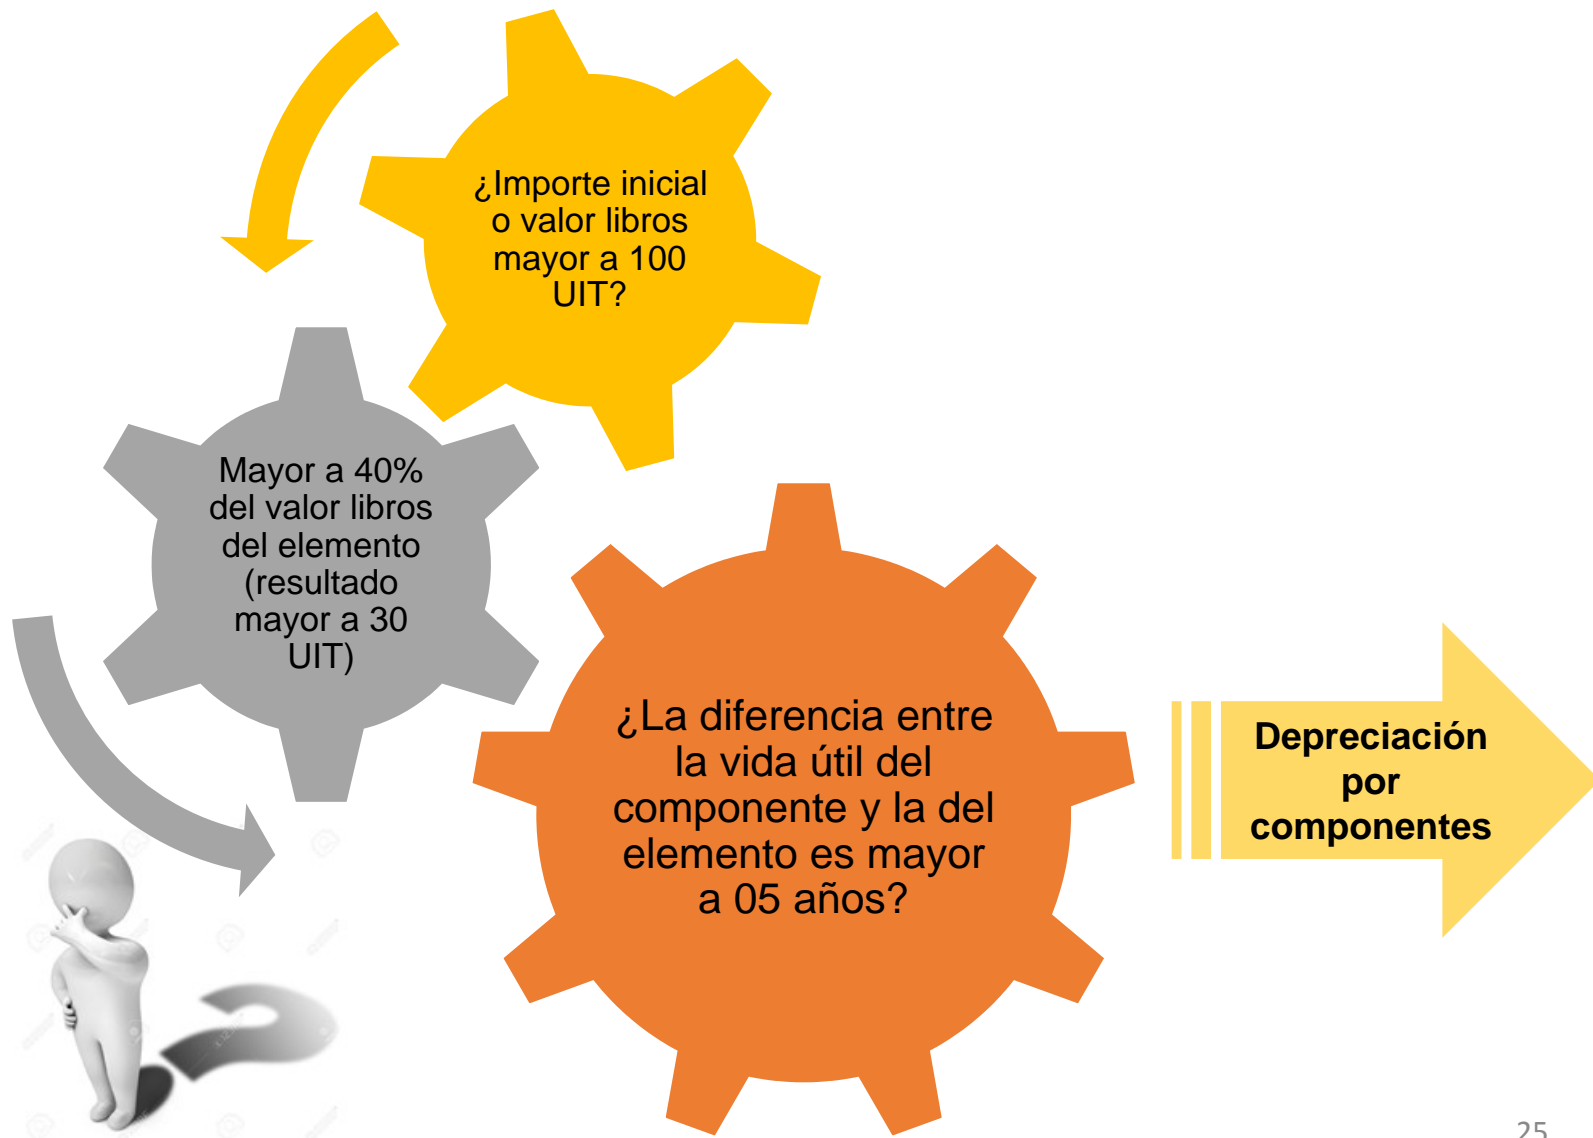 ¿Importe inicial
o valor libros
mayor a 100
UIT?
Mayor a 40%
del valor libros
del elemento
(resultado
mayor a 30
UIT)
¿La diferencia entre
la vida útil del
componente y la del
elemento es mayor
a 05 años?
Depreciación
por
componentes
25